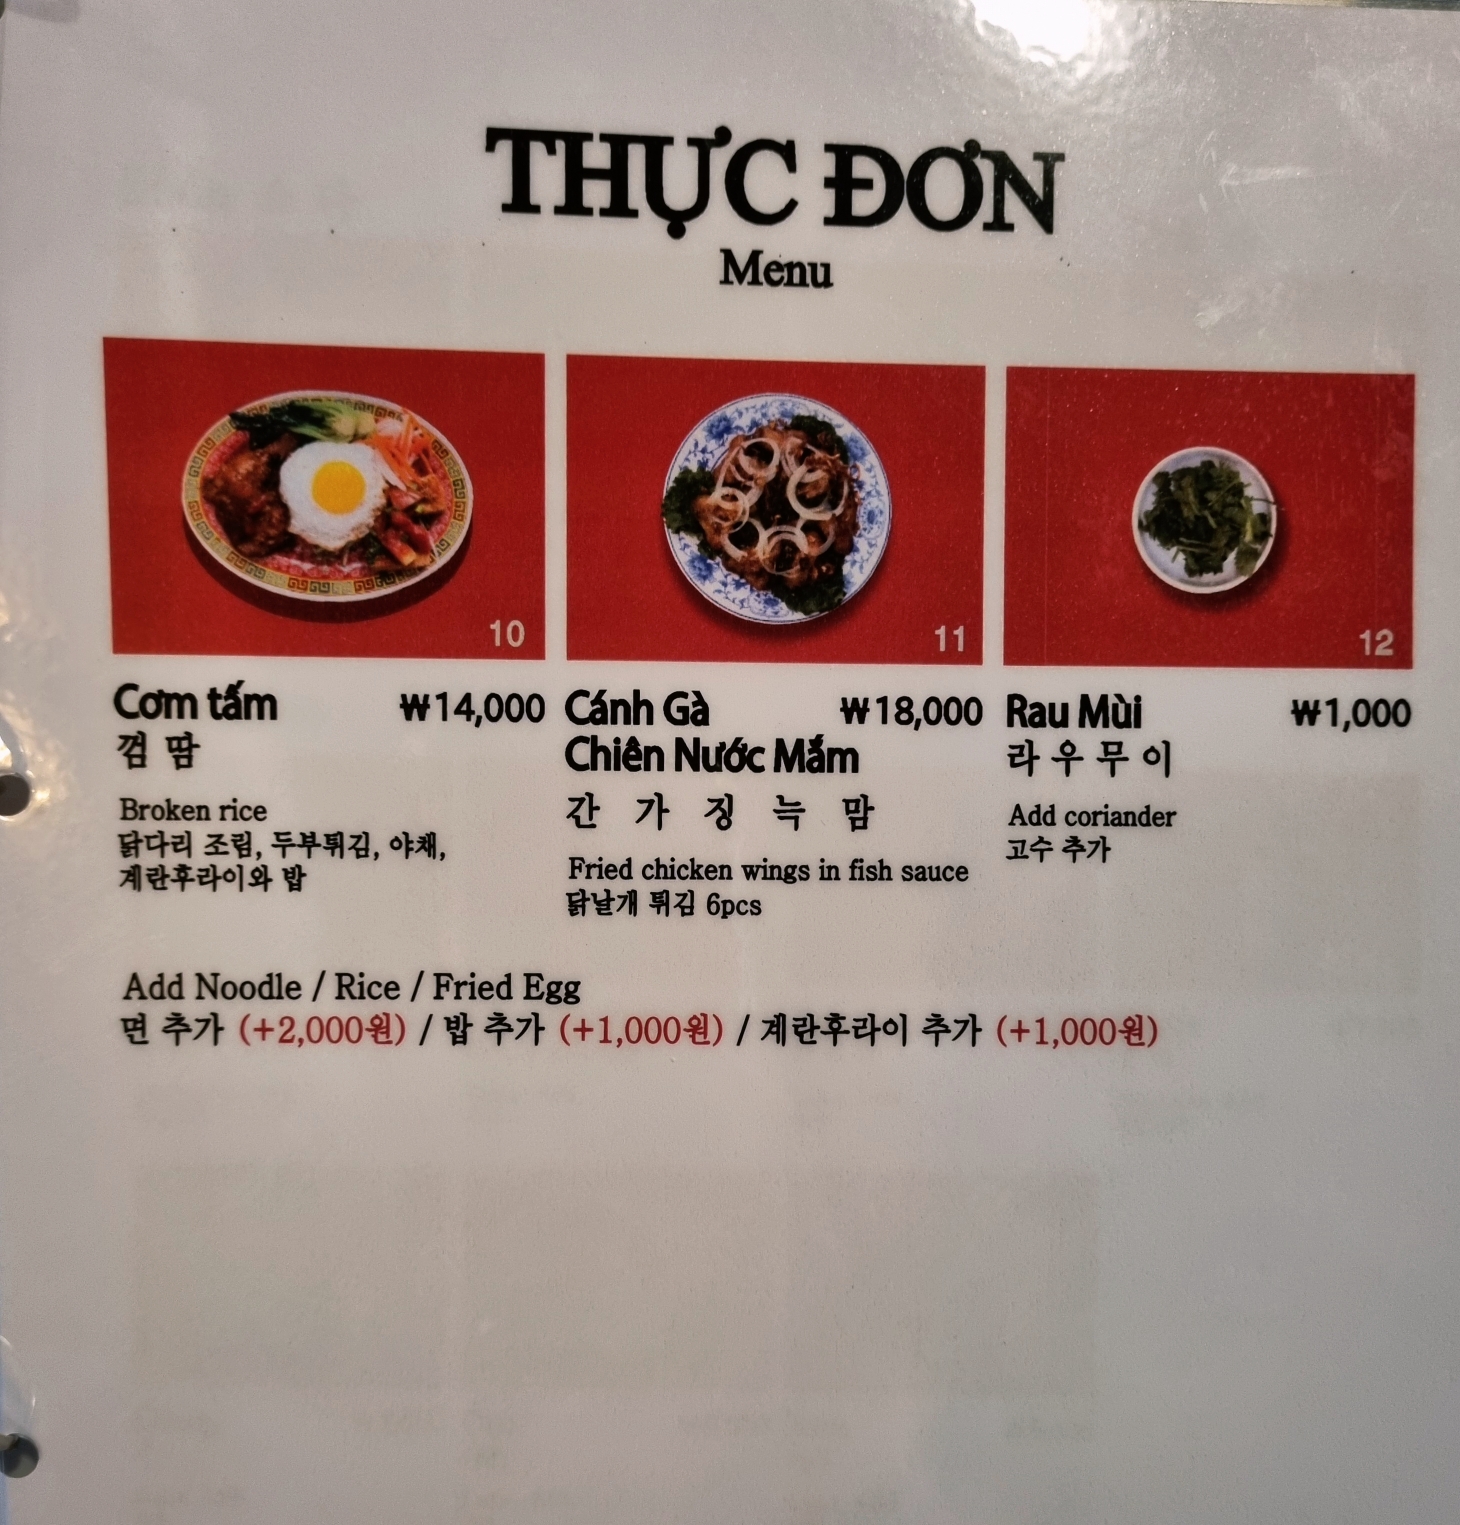 THỰC ĐƠN
Menu
10
11
12
Cơm tấm ₩14,000
껌 땀
Broken rice
닭다리 조림, 두부튀김, 야채,
계란후라이와 밥
Cánh Gà ₩18,000
Chiên Nước Mắm
간 가 징 늑 맘
Fried chicken wings in fish sauce
닭날개 튀김 6pcs
Rau Mùi ₩1,000
라우무이
Add coriander
고수 추가
Add Noodle / Rice / Fried Egg
면 추가 (+2,000원) / 밥 추가 (+1,000원) / 계란후라이 추가 (+1,000원)